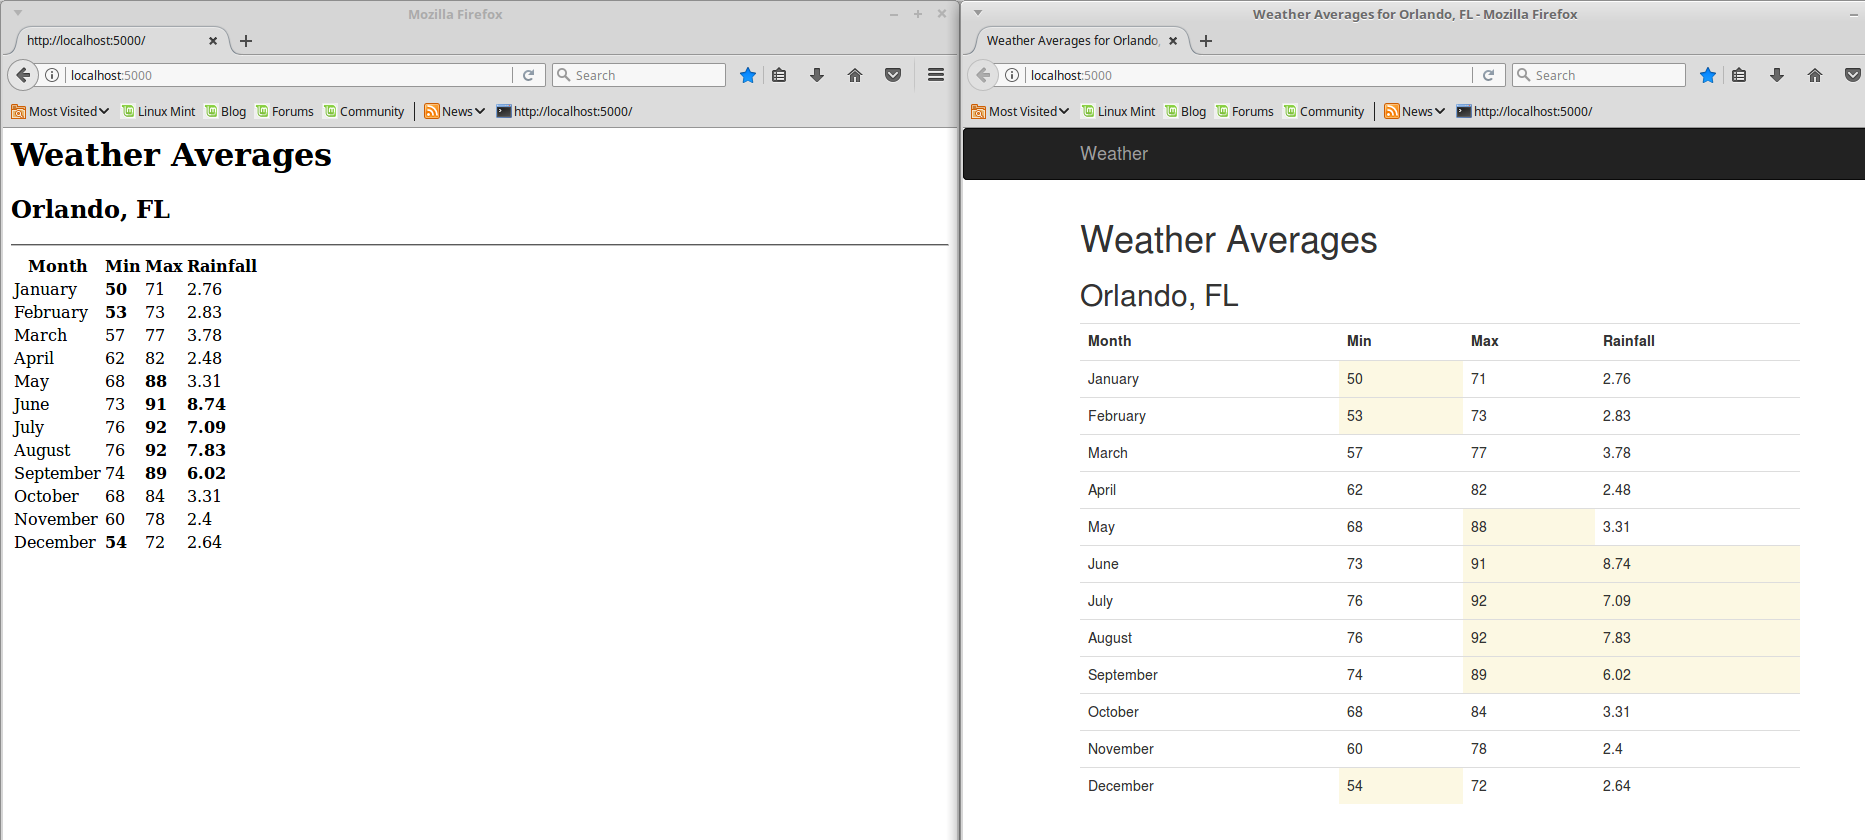 Mozilla Firefox
http://localhost:5000/
localhost:5000
Search
Most Visited Linux Mint Blog Forums Community News http://localhost:5000/
Weather Averages
Orlando, FL
Month Min Max Rainfall
January 50 71 2.76
February 53 73 2.83
March 57 77 3.78
April 62 82 2.48
May 68 88 3.31
June 73 91 8.74
July 76 92 7.09
August 76 92 7.83
September 74 89 6.02
October 68 84 3.31
November 60 78 2.4
December 54 72 2.64
Weather Averages for Orlando, FL - Mozilla Firefox
Weather Averages for Orlando,
localhost:5000
Search
Most Visited Linux Mint Blog Forums Community News http://localhost:5000/
Weather
Weather Averages
Orlando, FL
Month Min Max Rainfall
January 50 71 2.76
February 53 73 2.83
March 57 77 3.78
April 62 82 2.48
May 68 88 3.31
June 73 91 8.74
July 76 92 7.09
August 76 92 7.83
September 74 89 6.02
October 68 84 3.31
November 60 78 2.4
December 54 72 2.64